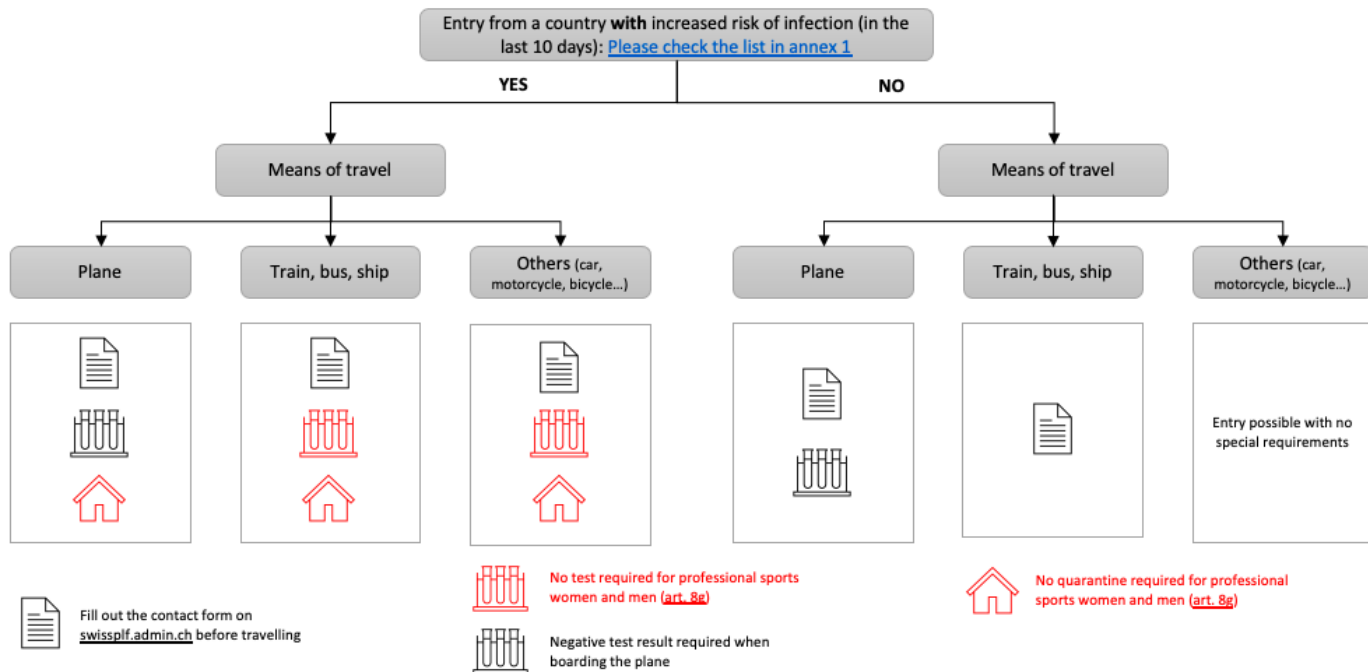 Entry from a country with increased risk of infection (in the
last 10 days): Please check the list in annex 1
YES
NO
Means of travel
Means of travel
Plane
Train, bus, ship
Others (car,
motorcycle, bicycle...)
Plane
Train, bus, ship
Others (car,
motorcycle, bicycle...)
Entry possible with no
special requirements
Fill out the contact form on
swissplf.admin.ch before travelling
No test required for professional sports
women and men (art. 8g)
Negative test result required when
boarding the plane
No quarantine required for professional
sports women and men (art. 8g)